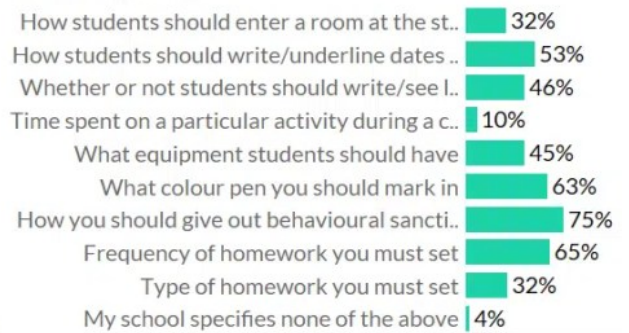 How students should enter a room at the st.. 32%
How students should write/underline dates .. 53%
Whether or not students should write/see l.. 46%
Time spent on a particular activity during a c.. 10%
What equipment students should have 45%
What colour pen you should mark in 63%
How you should give out behavioural sancti.. 75%
Frequency of homework you must set 65%
Type of homework you must set 32%
My school specifies none of the above 4%